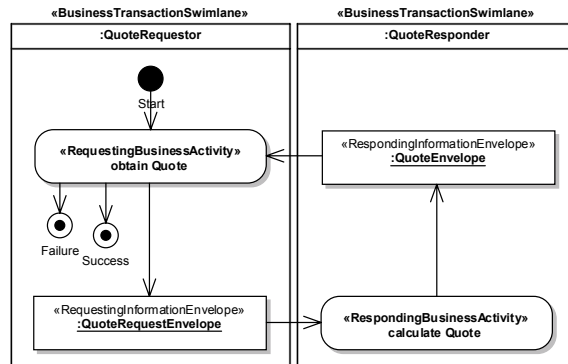 «BusinessTransactionSwimlane»
:QuoteRequestor
Start
«RequestingBusinessActivity»
obtain Quote
Failure
Success
«RequestingInformationEnvelope»
:QuoteRequestEnvelope
«BusinessTransactionSwimlane»
:QuoteResponder
«RespondingInformationEnvelope»
:QuoteEnvelope
«RespondingBusinessActivity»
calculate Quote